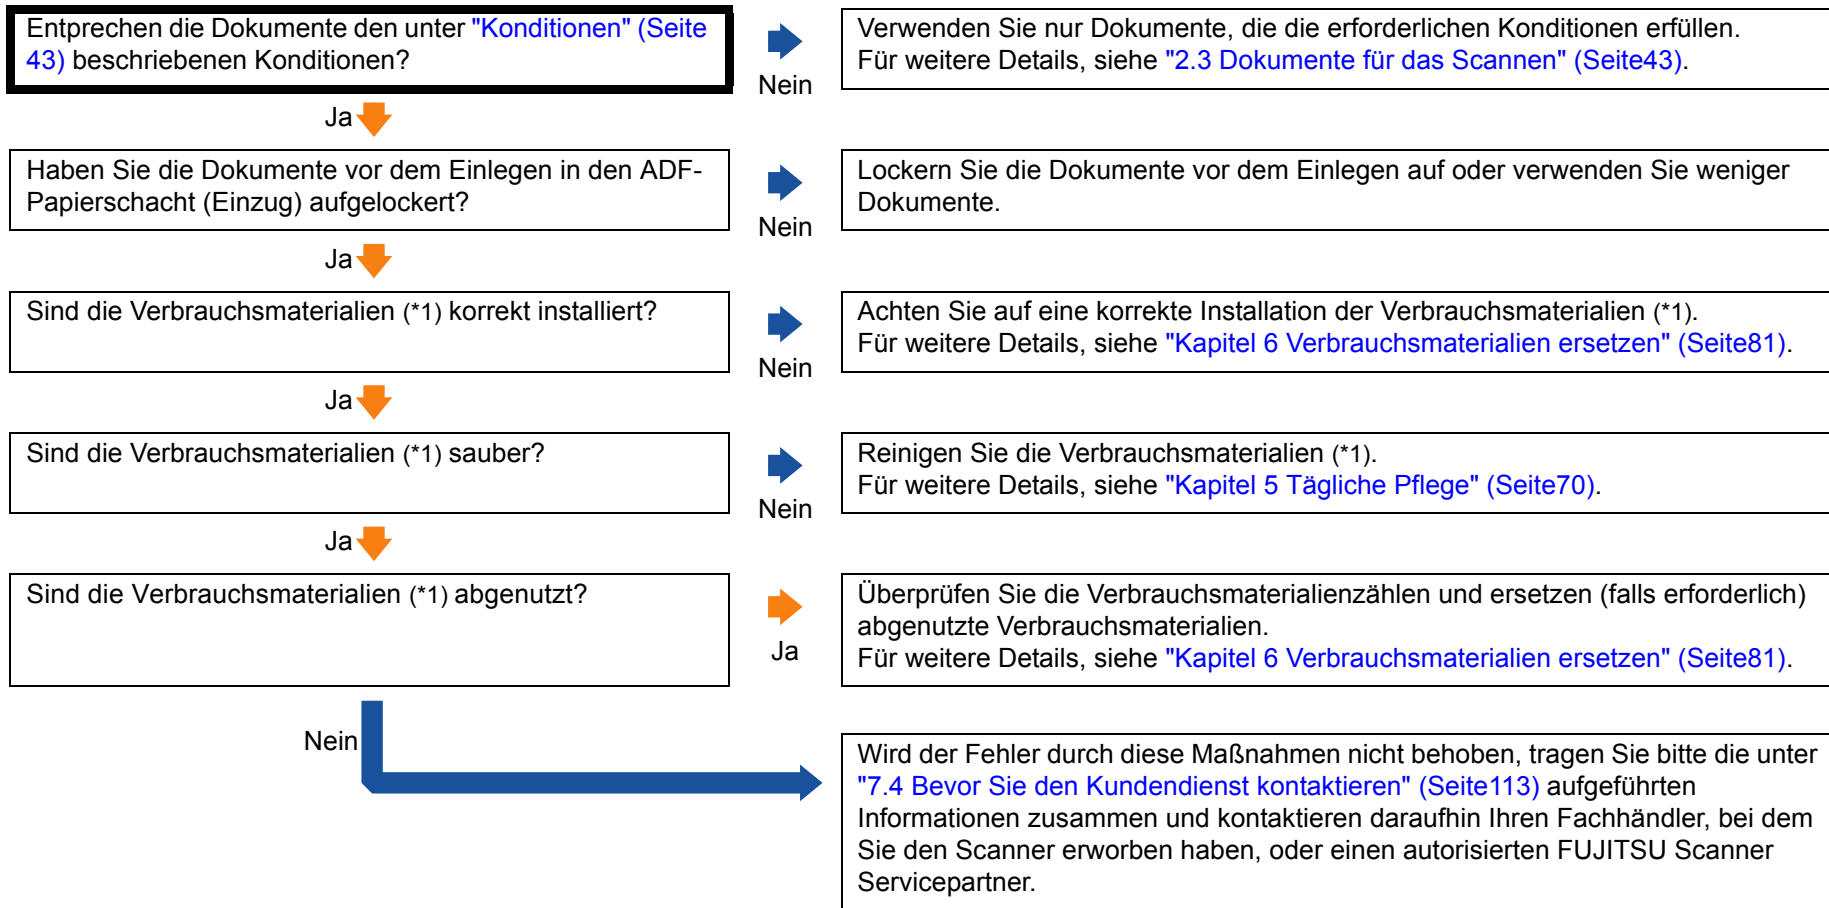 Entprechen die Dokumente den unter "Konditionen" (Seite
43) beschriebenen Konditionen?
Nein
Verwenden Sie nur Dokumente, die die erforderlichen Konditionen erfüllen.
Für weitere Details, siehe "2.3 Dokumente für das Scannen" (Seite43).
Ja
Haben Sie die Dokumente vor dem Einlegen in den ADF-
Papierschacht (Einzug) aufgelockert?
Nein
Lockern Sie die Dokumente vor dem Einlegen auf oder verwenden Sie weniger
Dokumente.
Ja
Sind die Verbrauchsmaterialien (*1) korrekt installiert?
Nein
Achten Sie auf eine korrekte Installation der Verbrauchsmaterialien (*1).
Für weitere Details, siehe "Kapitel 6 Verbrauchsmaterialien ersetzen" (Seite81).
Ja
Sind die Verbrauchsmaterialien (*1) sauber?
Nein
Reinigen Sie die Verbrauchsmaterialien (*1).
Für weitere Details, siehe "Kapitel 5 Tägliche Pflege" (Seite70).
Ja
Sind die Verbrauchsmaterialien (*1) abgenutzt?
Ja
Überprüfen Sie die Verbrauchsmaterialienzählen und ersetzen (falls erforderlich)
abgenutzte Verbrauchsmaterialien.
Für weitere Details, siehe "Kapitel 6 Verbrauchsmaterialien ersetzen" (Seite81).
Nein
Wird der Fehler durch diese Maßnahmen nicht behoben, tragen Sie bitte die unter
"7.4 Bevor Sie den Kundendienst kontaktieren" (Seite113) aufgeführten
Informationen zusammen und kontaktieren daraufhin Ihren Fachhändler, bei dem
Sie den Scanner erworben haben, oder einen autorisierten FUJITSU Scanner
Servicepartner.